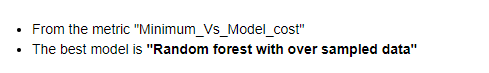 • From the metric "Minimum_Vs_Model_cost"
• The best model is "Random forest with over sampled data"